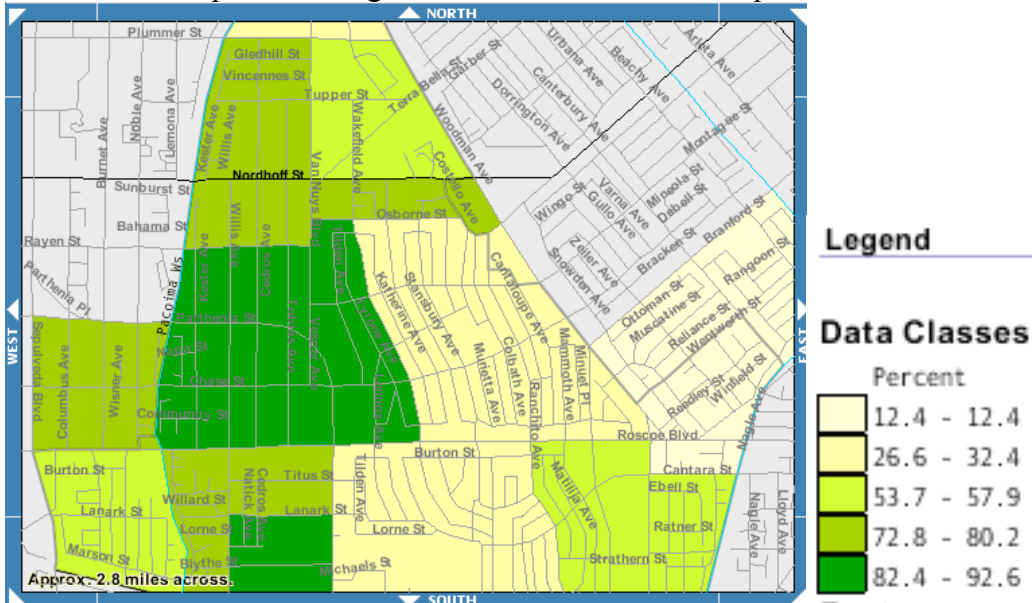 NORTH
Plummer St
Arleta Ave
Urbana Ave
Beachy Ave
Gledhill St
Garber St
Vincennes St
Canterbury Ave
Terra Bella St
Tupper St
Dorrington Ave
Noble Ave
Lemona Ave
Burnet Ave
Kester Ave
Willis Ave
Wakefield Ave
Woodman Ave
Montague St
Van Nuys Blvd
Costello Ave
Nordhoff St
Sunburst St
Varna Ave
Gullo Ave
Mineola St
Debell St
Wingo St
Osborne St
Bahama St
Willis Ave
Branford St
Rayen St
Kester Ave
Cedros Ave
Tilden Ave
Zeller Ave
Snowden Ave
Bracken St
Rangoon St
Cantaloupe Ave
Stansbury Ave
Katherine Ave
Tyrone Ave
Parthenia Pl
Pacoima Ws
Ottoman St
Muscatine St
Reliance St
Wentworth St
Parthenia St
WEST
EAST
Sepulveda Blvd
Columbus Ave
Wisner Ave
Napa St
Murietta Ave
Colbath Ave
Minuet Pl
Mammoth Ave
Ranchito Ave
Chase St
Lennox Ave
Winfield St
Reedley St
Community St
Nagle Ave
Roscoe Blvd
Burton St
Burton St
Titus St
Tilden Ave
Cantara St
Ebell St
Matilija Ave
Willard St
Cedros Ave
Natick Ave
Lanark St
Lanark St
Lorne St
Lorne St
Ratner St
Nagle Ave
Lloyd Ave
Marson St
Blythe St
Michaels St
Strathern St
Approx. 2.8 miles across.
SOUTH
Legend
Data Classes
Percent
12.4 - 12.4
26.6 - 32.4
53.7 - 57.9
72.8 - 80.2
82.4 - 92.6